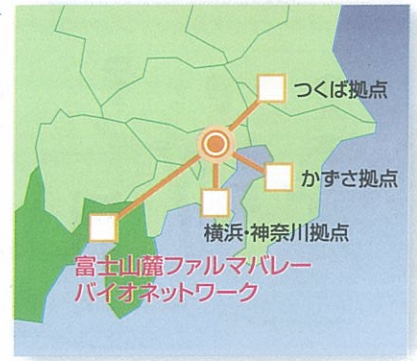 つくば拠点
かずさ拠点
横浜・神奈川拠点
富士山麓ファルマバレー
バイオネットワーク